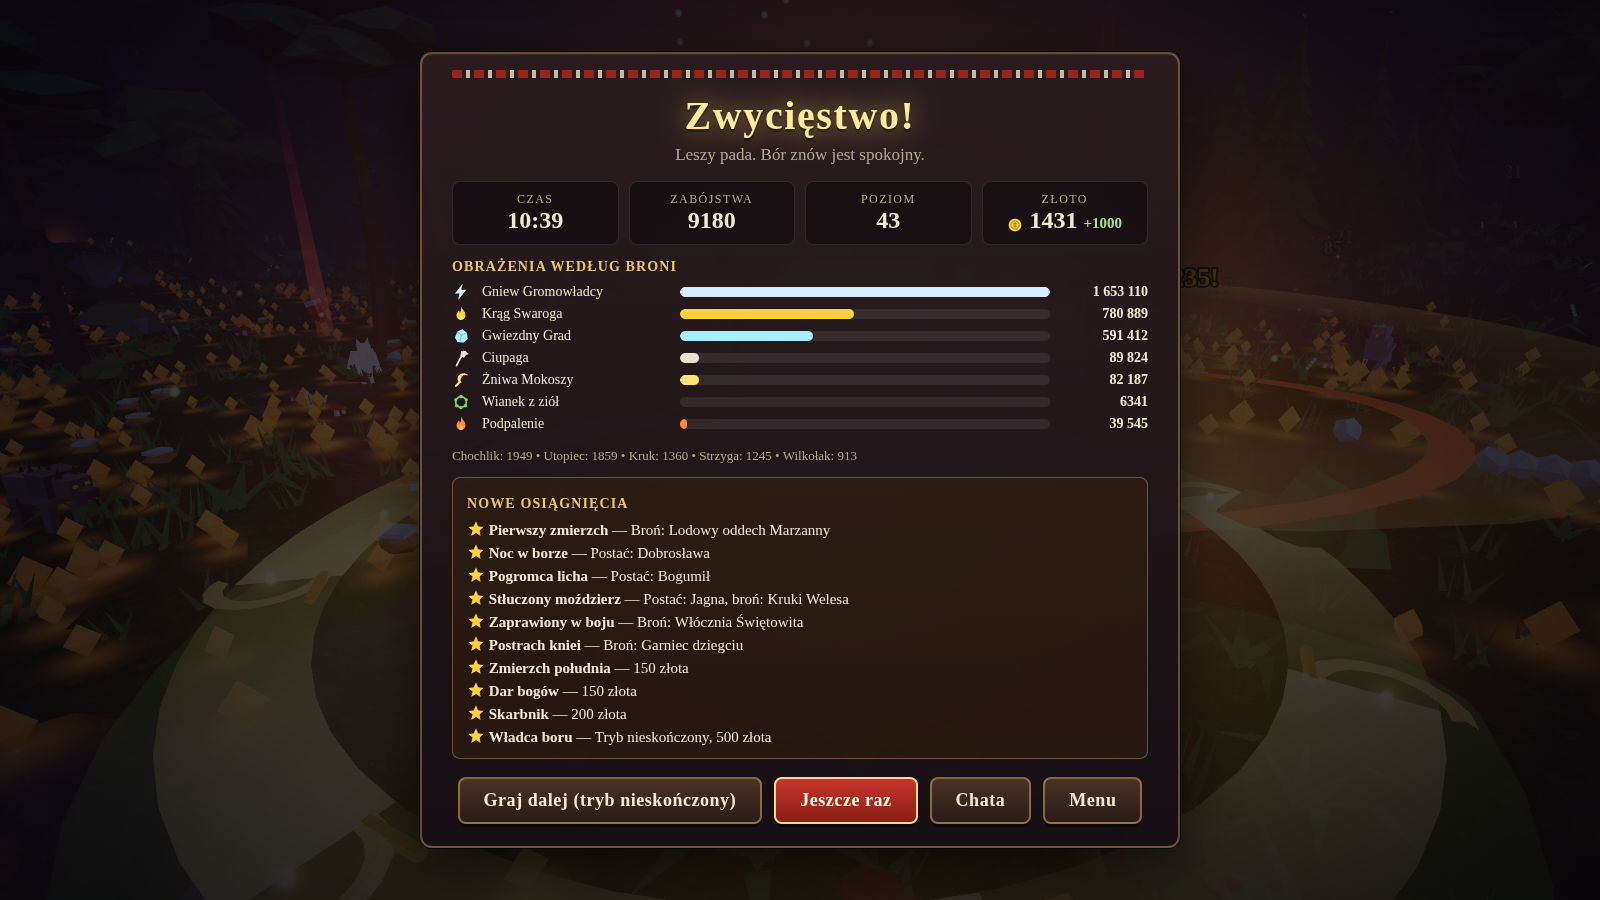 Zwycięstwo!
Leszy pada. Bór znów jest spokojny.
CZAS ZABÓJSTWA POZIOM ZŁOTO
10:39 9180 43 1431 +1000
OBRAŻENIA WEDŁUG BRONI
Gniew Gromowładcy 1 653 110
Krąg Swaroga 780 889
Gwiezdny Grad 591 412
Ciupaga 89 824
Żniwa Mokoszy 82 187
Wianek z ziół 6341
Podpalenie 39 545
Chochlik: 1949 • Utopiec: 1859 • Kruk: 1360 • Strzyga: 1245 • Wilkołak: 913
NOWE OSIĄGNIĘCIA
Pierwszy zmierzch — Broń: Lodowy oddech Marzanny
Noc w borze — Postać: Dobrosława
Pogromca licha — Postać: Bogumił
Stłuczony moździerz — Postać: Jagna, broń: Kruki Welesa
Zaprawiony w boju — Broń: Włócznia Świętowita
Postrach kniei — Broń: Garniec dziegciu
Zmierzch południa — 150 złota
Dar bogów — 150 złota
Skarbnik — 200 złota
Władca boru — Tryb nieskończony, 500 złota
Graj dalej (tryb nieskończony) Jeszcze raz Chata Menu